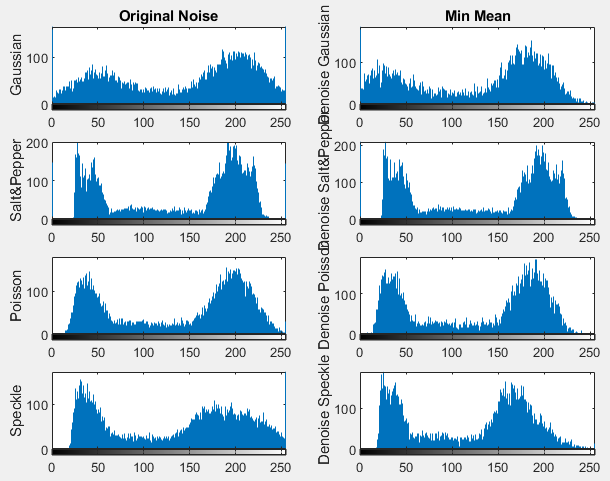 Original Noise
Min Mean
Gaussian
100
0
0 50 100 150 200 250
Denoise Gaussian
100
0
0 50 100 150 200 250
Salt&Pepper
200
100
0
0 50 100 150 200 250
Denoise Salt&Pepper
200
100
0
0 50 100 150 200 250
Poisson
100
0
0 50 100 150 200 250
Denoise Poisson
100
0
0 50 100 150 200 250
Speckle
100
0
0 50 100 150 200 250
Denoise Speckle
100
0
0 50 100 150 200 250